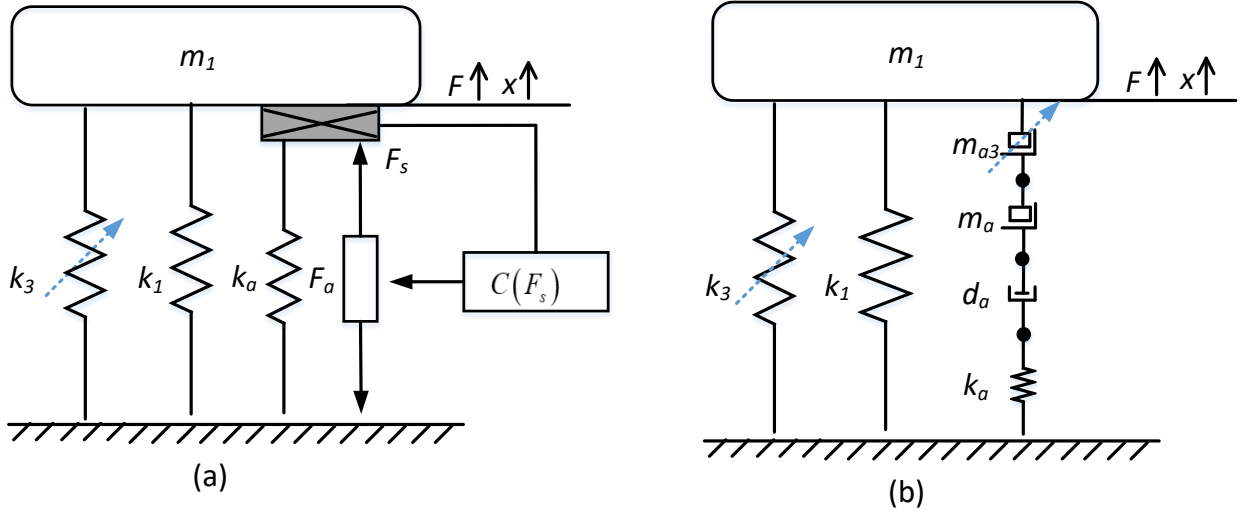 m₁
F x
Fₛ
k₃ k₁ kₐ Fₐ C(Fₛ)
(a)
m₁
F x
mₐ₃
mₐ
k₃ k₁ dₐ
kₐ
(b)